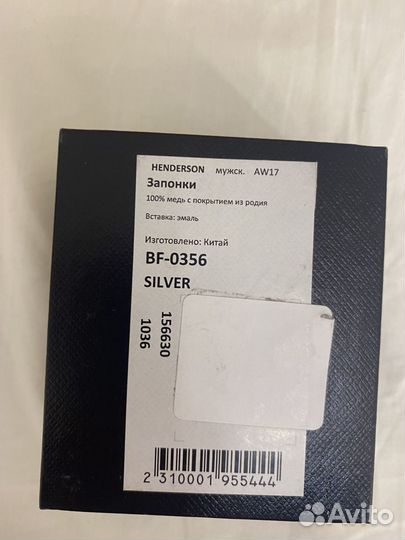 HENDERSON мужск. AW17
Запонки
100% медь с покрытием из родия
Вставка: эмаль
Изготовлено: Китай
BF-0356
SILVER
156630
1036
2 310001 955444
Avito